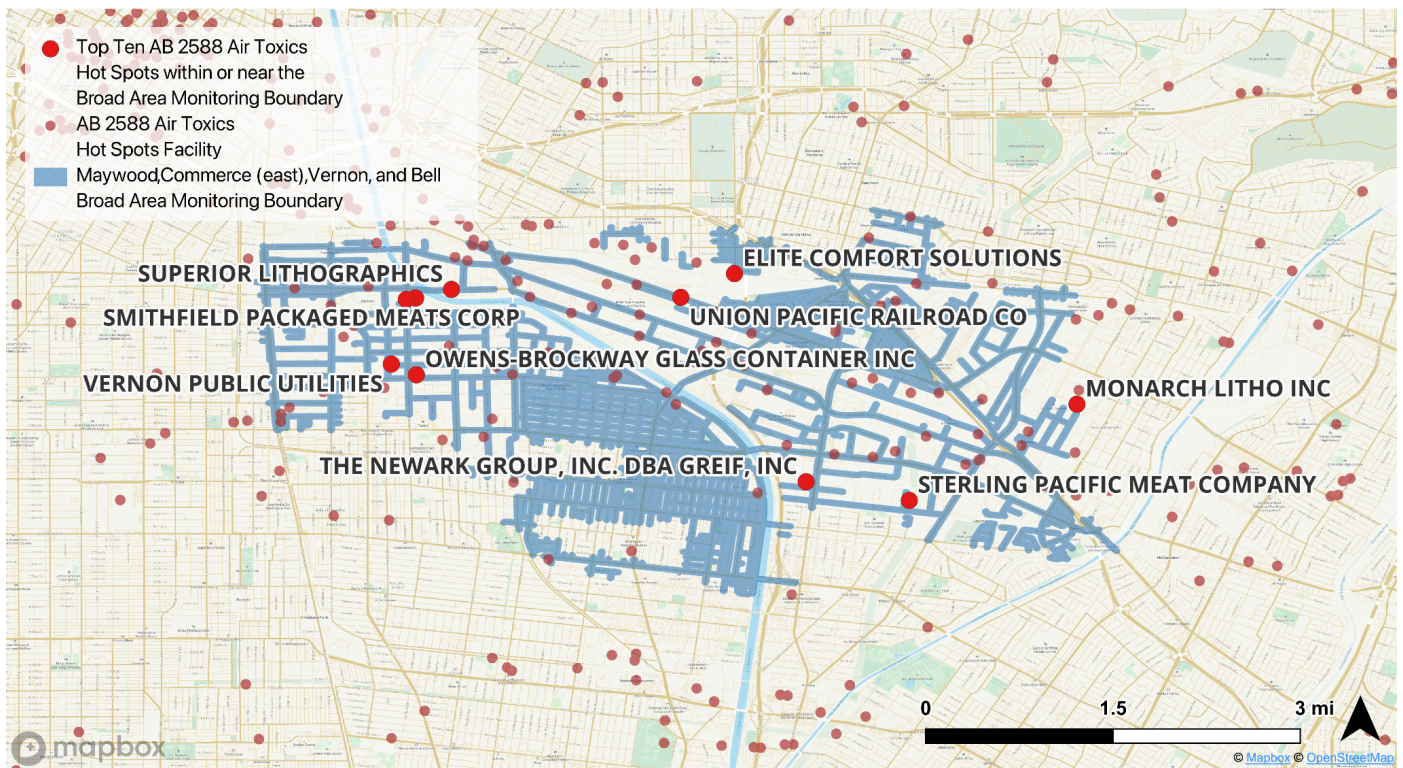 Top Ten AB 2588 Air Toxics
Hot Spots within or near the
Broad Area Monitoring Boundary
AB 2588 Air Toxics
Hot Spots Facility
Maywood,Commerce (east),Vernon, and Bell
Broad Area Monitoring Boundary
ELITE COMFORT SOLUTIONS
SUPERIOR LITHOGRAPHICS
SMITHFIELD PACKAGED MEATS CORP
UNION PACIFIC RAILROAD CO
OWENS-BROCKWAY GLASS CONTAINER INC
VERNON PUBLIC UTILITIES
MONARCH LITHO INC
THE NEWARK GROUP, INC. DBA GREIF, INC
STERLING PACIFIC MEAT COMPANY
0 1.5 3 mi
mapbox
© Mapbox © OpenStreetMap